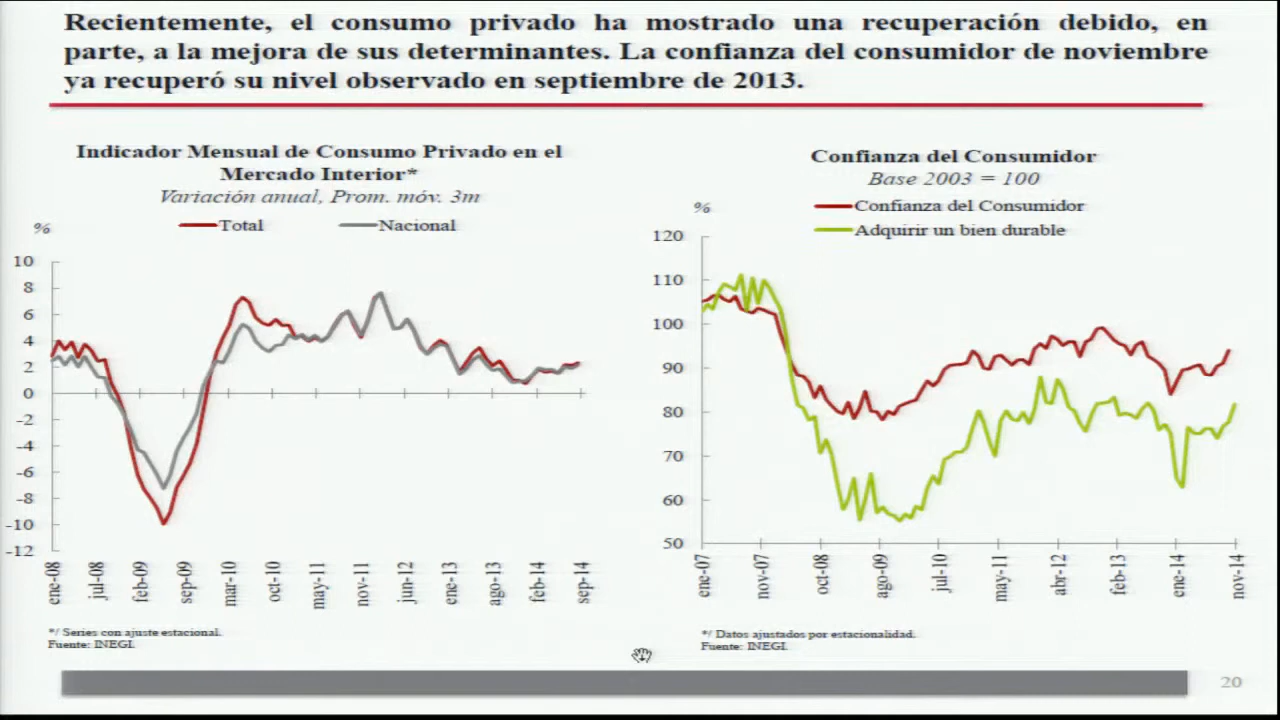 Recientemente, el consumo privado ha mostrado una recuperación debido, en
parte, a la mejora de sus determinantes. La confianza del consumidor de noviembre
ya recuperó su nivel observado en septiembre de 2013.
Indicador Mensual de Consumo Privado en el
Mercado Interior*
Variación anual, Prom. móv. 3m
%
Total
Nacional
10
8
6
4
2
0
-2
-4
-6
-8
-10
-12
ene-08
jul-08
feb-09
sep-09
mar-10
oct-10
may-11
nov-11
jun-12
ene-13
ago-13
feb-14
sep-14
*/ Series con ajuste estacional.
Fuente: INEGI.
Confianza del Consumidor
Base 2003 = 100
%
Confianza del Consumidor
Adquirir un bien durable
120
110
100
90
80
70
60
50
ene-07
nov-07
oct-08
ago-09
jul-10
may-11
abr-12
feb-13
ene-14
nov-14
*/ Datos ajustados por estacionalidad.
Fuente: INEGI.
20